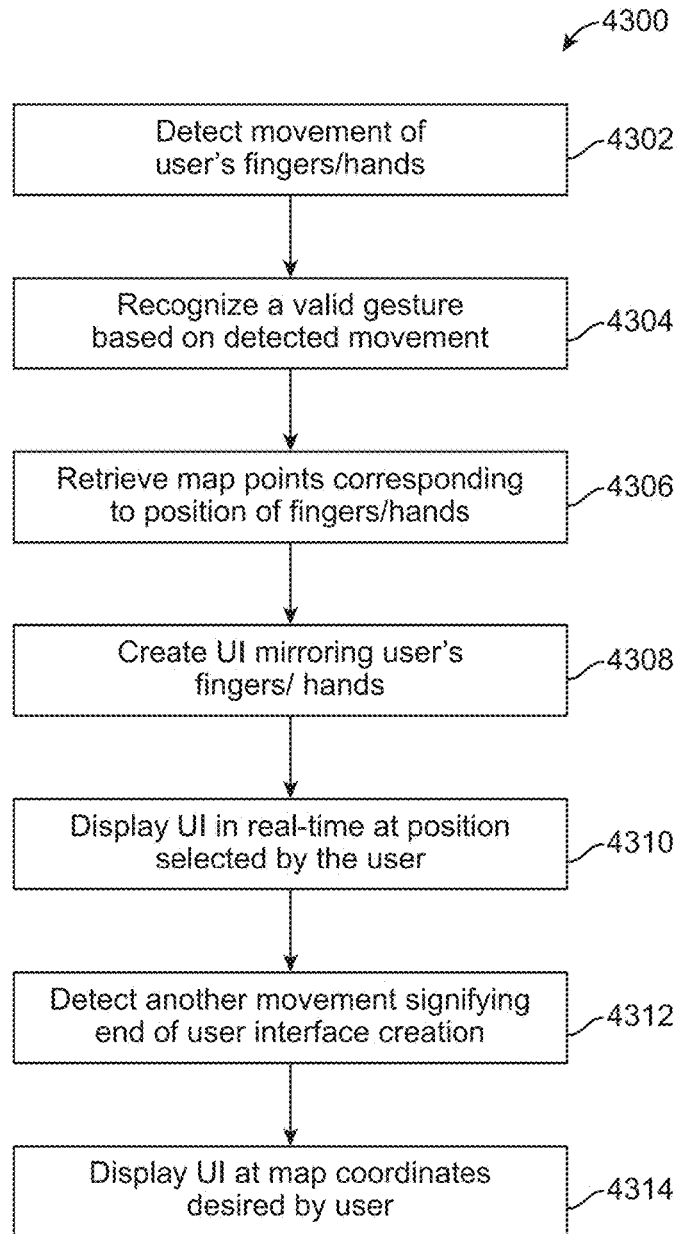 4300
Detect movement of
user's fingers/hands
4302
Recognize a valid gesture
based on detected movement
4304
Retrieve map points corresponding
to position of fingers/hands
4306
Create UI mirroring user's
fingers/ hands
4308
Display UI in real-time at position
selected by the user
4310
Detect another movement signifying
end of user interface creation
4312
Display UI at map coordinates
desired by user
4314